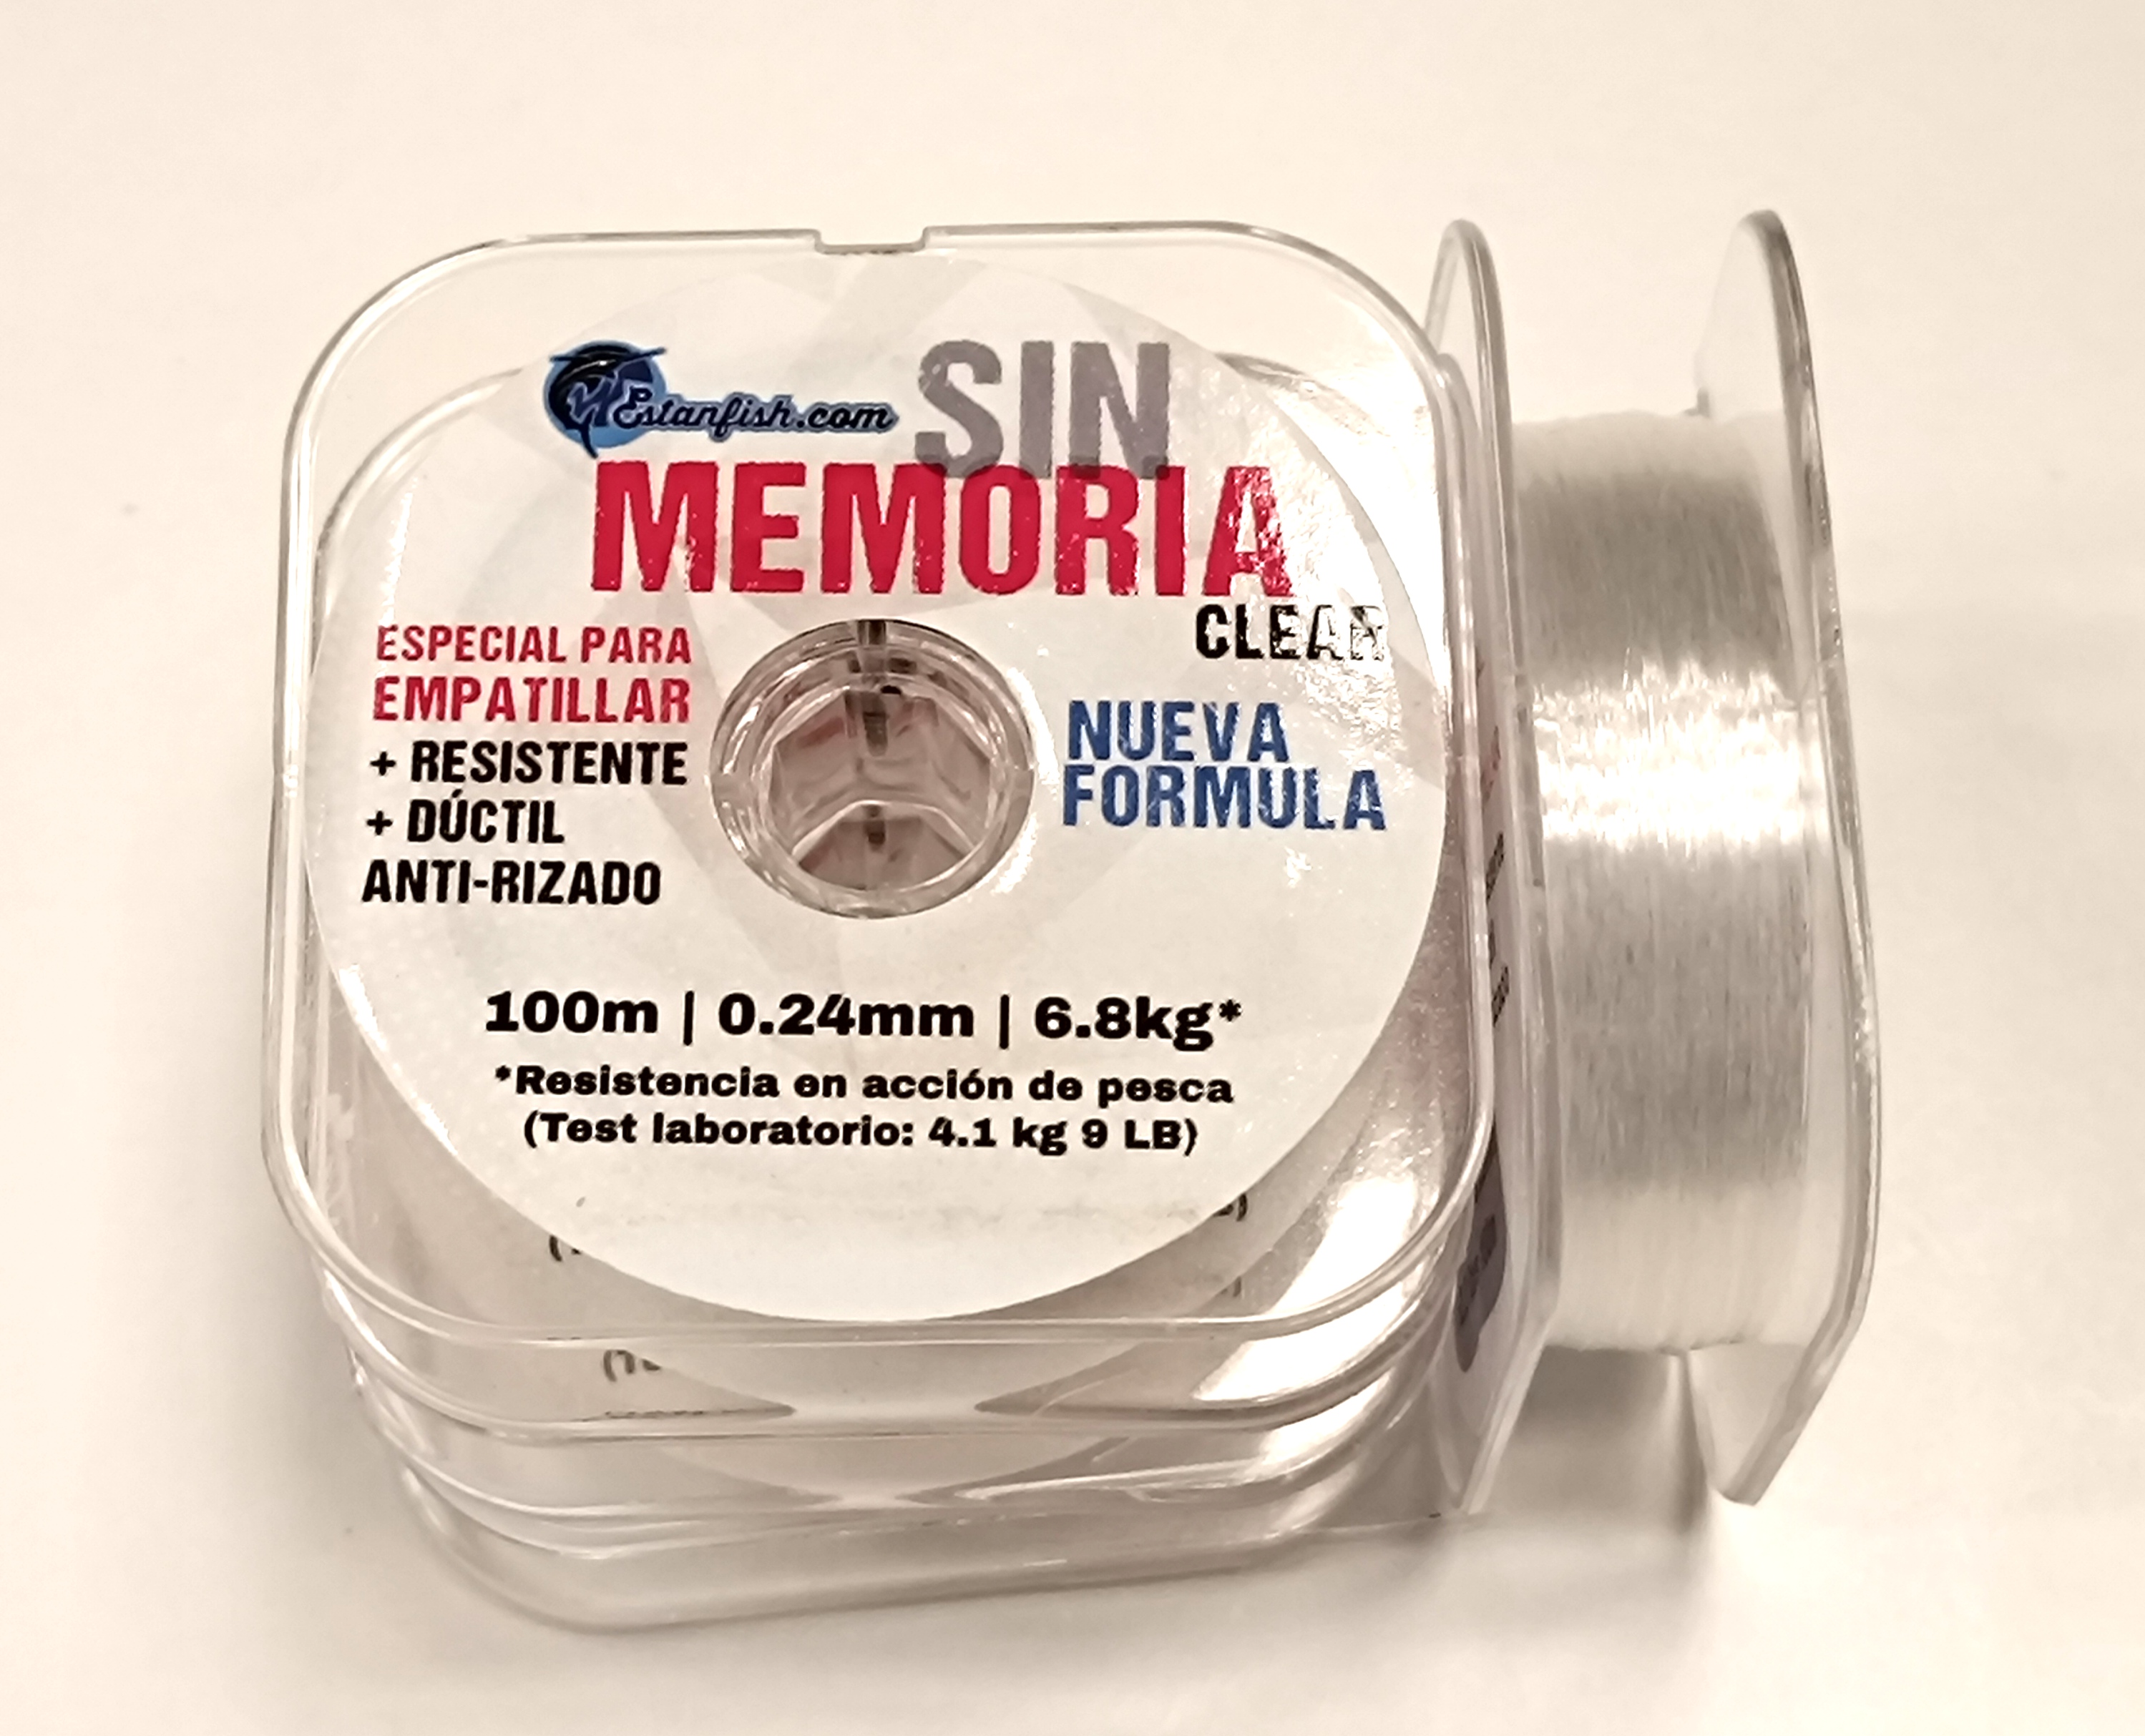 Estanfish.com
SIN
MEMORIA
CLEAR
ESPECIAL PARA
EMPATILLAR
+ RESISTENTE
+ DÚCTIL
ANTI-RIZADO
NUEVA
FORMULA
100m | 0.24mm | 6.8kg*
*Resistencia en acción de pesca
(Test laboratorio: 4.1 kg 9 LB)